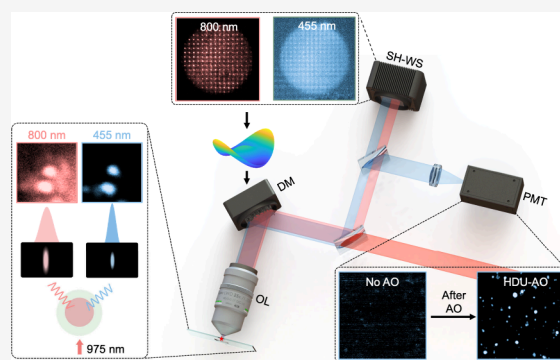 800 nm
455 nm
SH-WS
800 nm
455 nm
DM
PMT
OL
No AO
After
AO
HDU-AO
975 nm